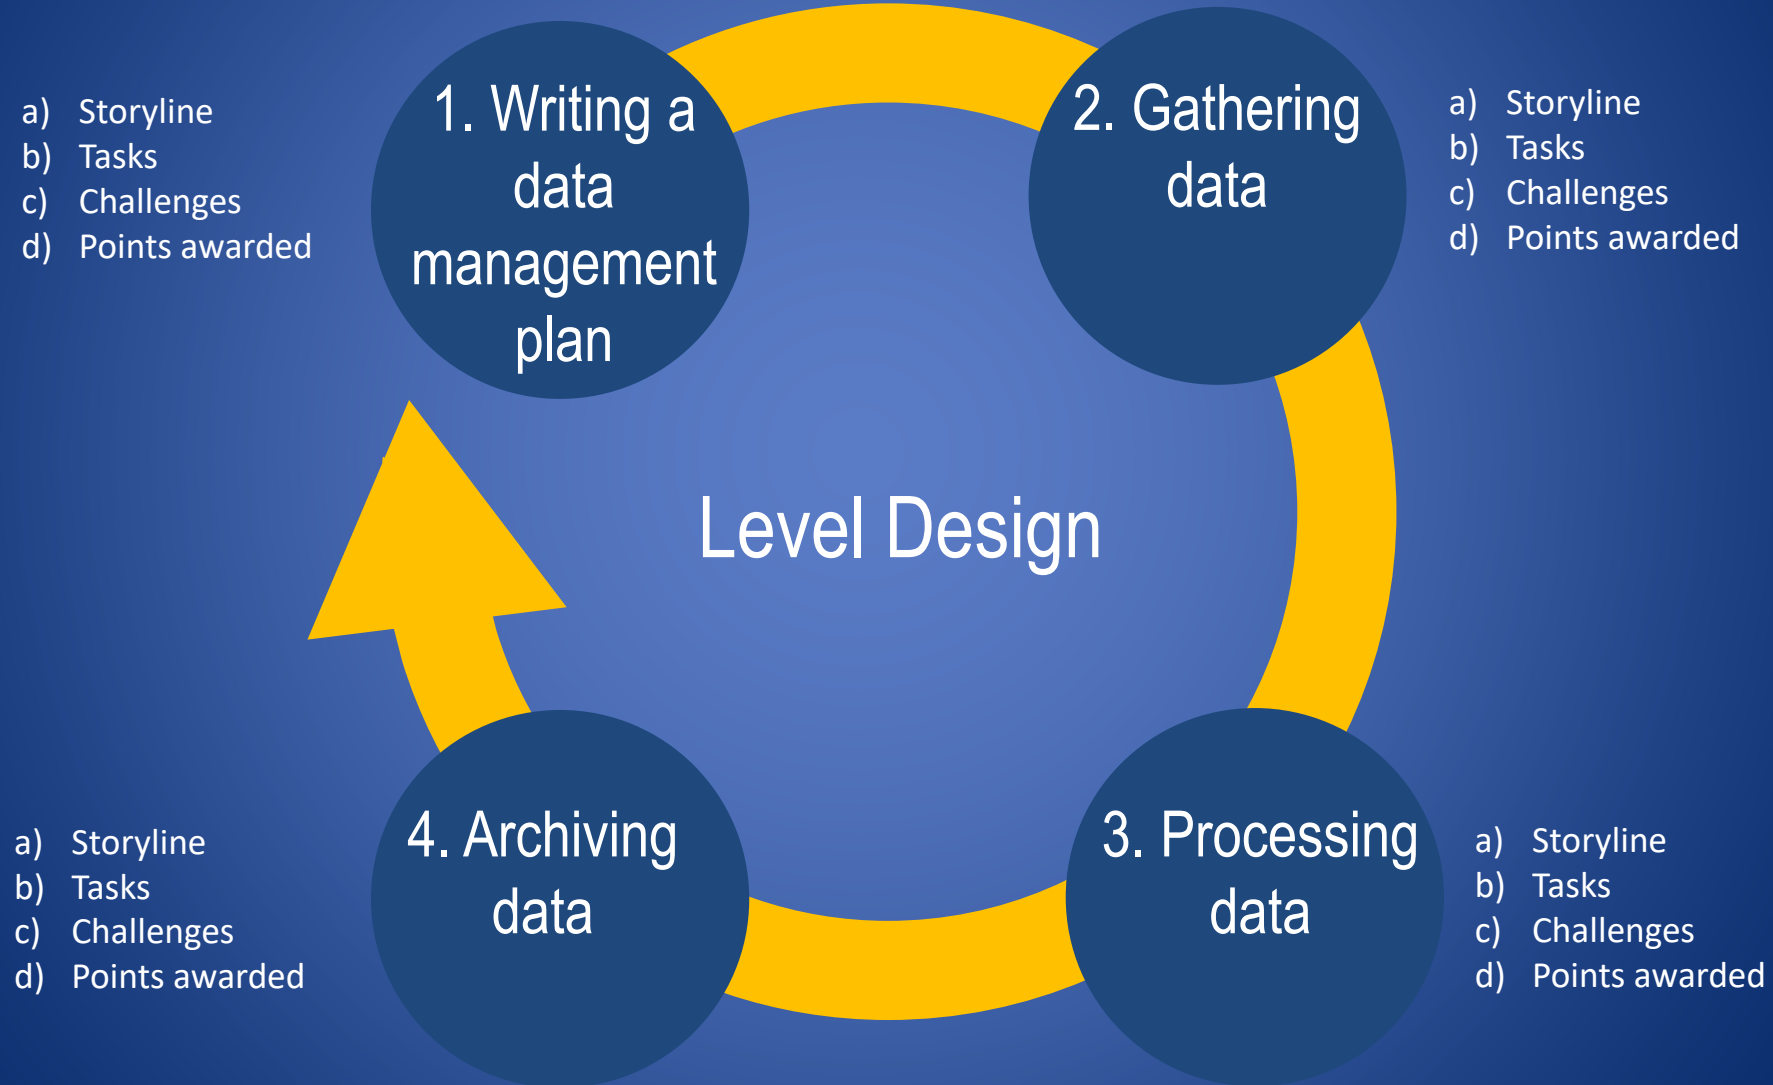 a) Storyline
b) Tasks
c) Challenges
d) Points awarded
1. Writing a
data
management
plan
2. Gathering
data
a) Storyline
b) Tasks
c) Challenges
d) Points awarded
Level Design
a) Storyline
b) Tasks
c) Challenges
d) Points awarded
4. Archiving
data
3. Processing
data
a) Storyline
b) Tasks
c) Challenges
d) Points awarded